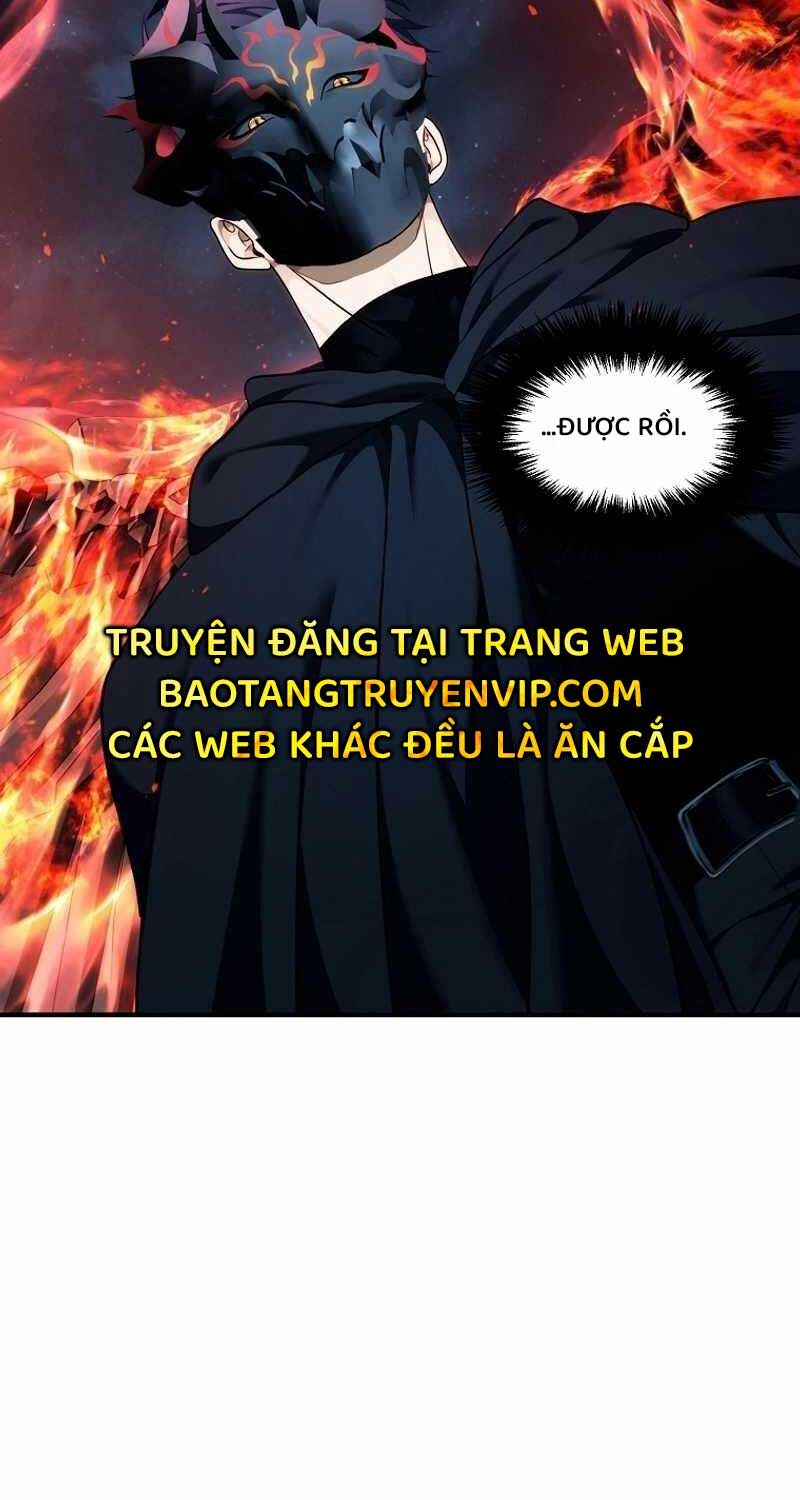 ...ĐƯỢC RỒI.
TRUYỆN ĐĂNG TẠI TRANG WEB
BAOTANGTRUYENVIP.COM
CÁC WEB KHÁC ĐỀU LÀ ĂN CẮP